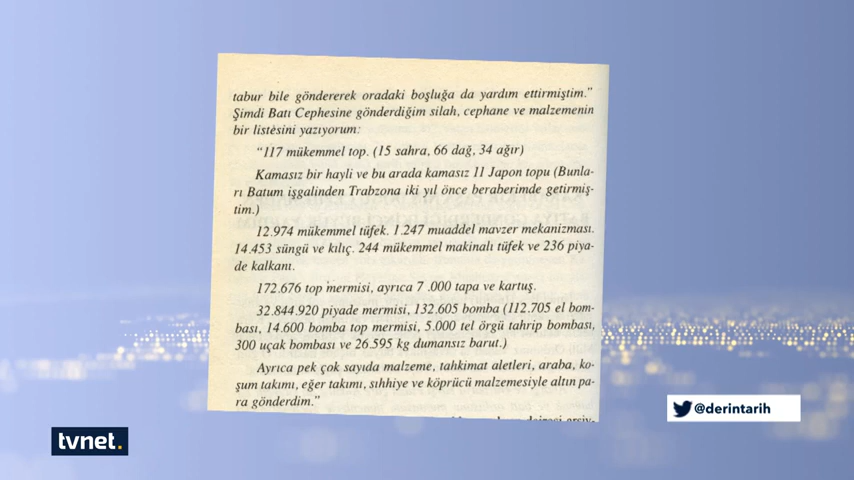 tabur bile göndererek oradaki boşluğa da yardım ettirmiştim.”
Şimdi Batı Cephesine gönderdiğim silah, cephane ve malzemenin
bir listesini yazıyorum:
“117 mükemmel top. (15 sahra, 66 dağ, 34 ağır)
Kamasız bir hayli ve bu arada kamasız 11 Japon topu (Bunla-
rı Batum işgalinden Trabzona iki yıl önce beraberimde getirmiş-
tim.)
12.974 mükemmel tüfek. 1.247 muaddel mavzer mekanizması.
14.453 süngü ve kılıç. 244 mükemmel makinalı tüfek ve 236 piya-
de kalkanı.
172.676 top mermisi, ayrıca 7 .000 tapa ve kartuş.
32.844.920 piyade mermisi, 132.605 bomba (112.705 el bom-
bası, 14.600 bomba top mermisi, 5.000 tel örgü tahrip bombası,
300 uçak bombası ve 26.595 kg dumansız barut.)
Ayrıca pek çok sayıda malzeme, tahkimat aletleri, araba, ko-
şum takımı, eğer takımı, sıhhiye ve köprücü malzemesiyle altın pa-
ra gönderdim.”
@derintarih
tvnet.